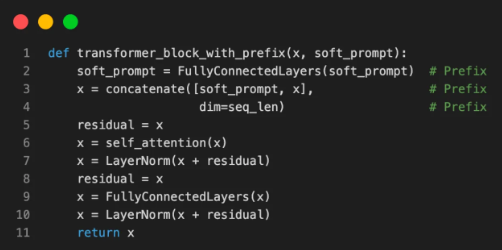 1 def transformer_block_with_prefix(x, soft_prompt):
2     soft_prompt = FullyConnectedLayers(soft_prompt)  # Prefix
3     x = concatenate([soft_prompt, x],                # Prefix
4                      dim=seq_len)                    # Prefix
5     residual = x
6     x = self_attention(x)
7     x = LayerNorm(x + residual)
8     residual = x
9     x = FullyConnectedLayers(x)
10     x = LayerNorm(x + residual)
11     return x